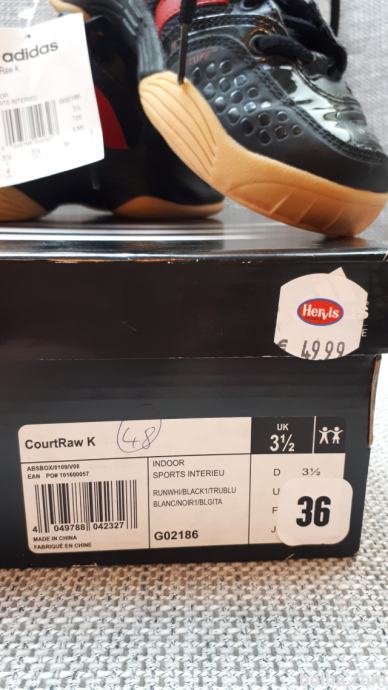 adidas
Raw K
SPORTS INTERIEU
Hervis
€ 49 99
CourtRaw K
48
UK
3½
ABSBOX/0109/V08
EAN PO# 101600057
INDOOR
SPORTS INTERIEU
D 3½
RUNWHI/BLACK1/TRUBLU
U
BLANC/NOIR1/BLGITA
F
36
4 049788 042327
MADE IN CHINA
FABRIQUÉ EN CHINE
G02186
J